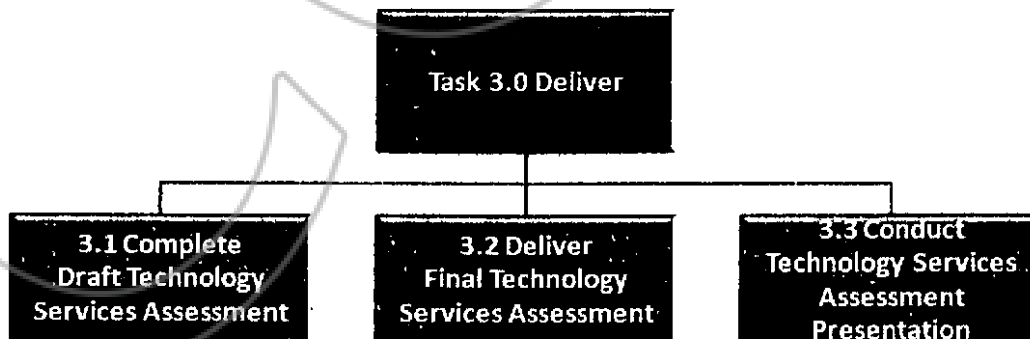 Task 3.0 Deliver
3.1 Complete
Draft Technology
Services Assessment
3.2 Deliver
Final Technology
Services Assessment
3.3 Conduct
Technology Services
Assessment
Presentation